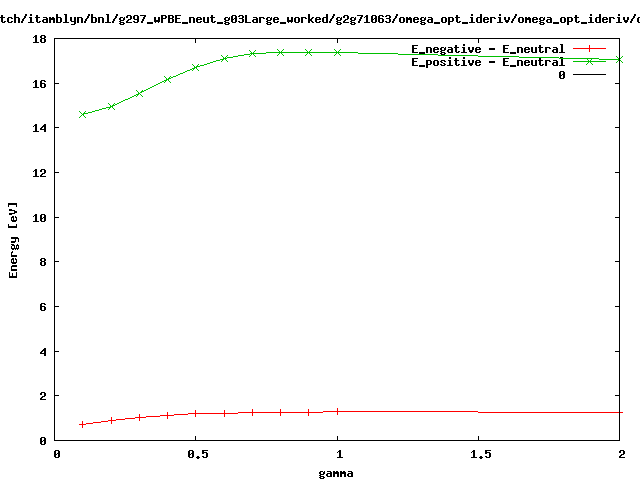 tch/itamblyn/bnl/g297_wPBE_neut_g03Large_worked/g2g71063/omega_opt_ideriv/omega_opt_ideriv/o
18
16
14
12
10
8
6
4
2
0
Energy [eV]
E_negative - E_neutral
E_positive - E_neutral
0
0 0.5 1 1.5 2
gamma